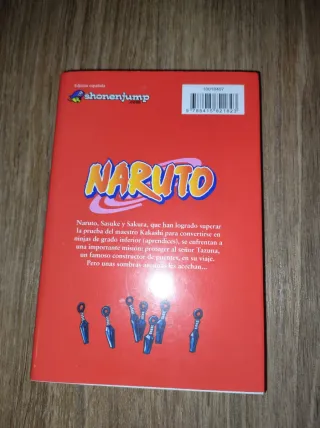 Edición española
shonenjump
10015557
NARUTO
Naruto, Sasuke y Sakura, que han logrado superar
la prueba del maestro Kakashi para convertirse en
ninjas de grado inferior (aprendices), se enfrentan a
una importante misión: proteger al señor Tazuna,
un famoso constructor de puentes, en su viaje.
Pero unas sombras les acechan...